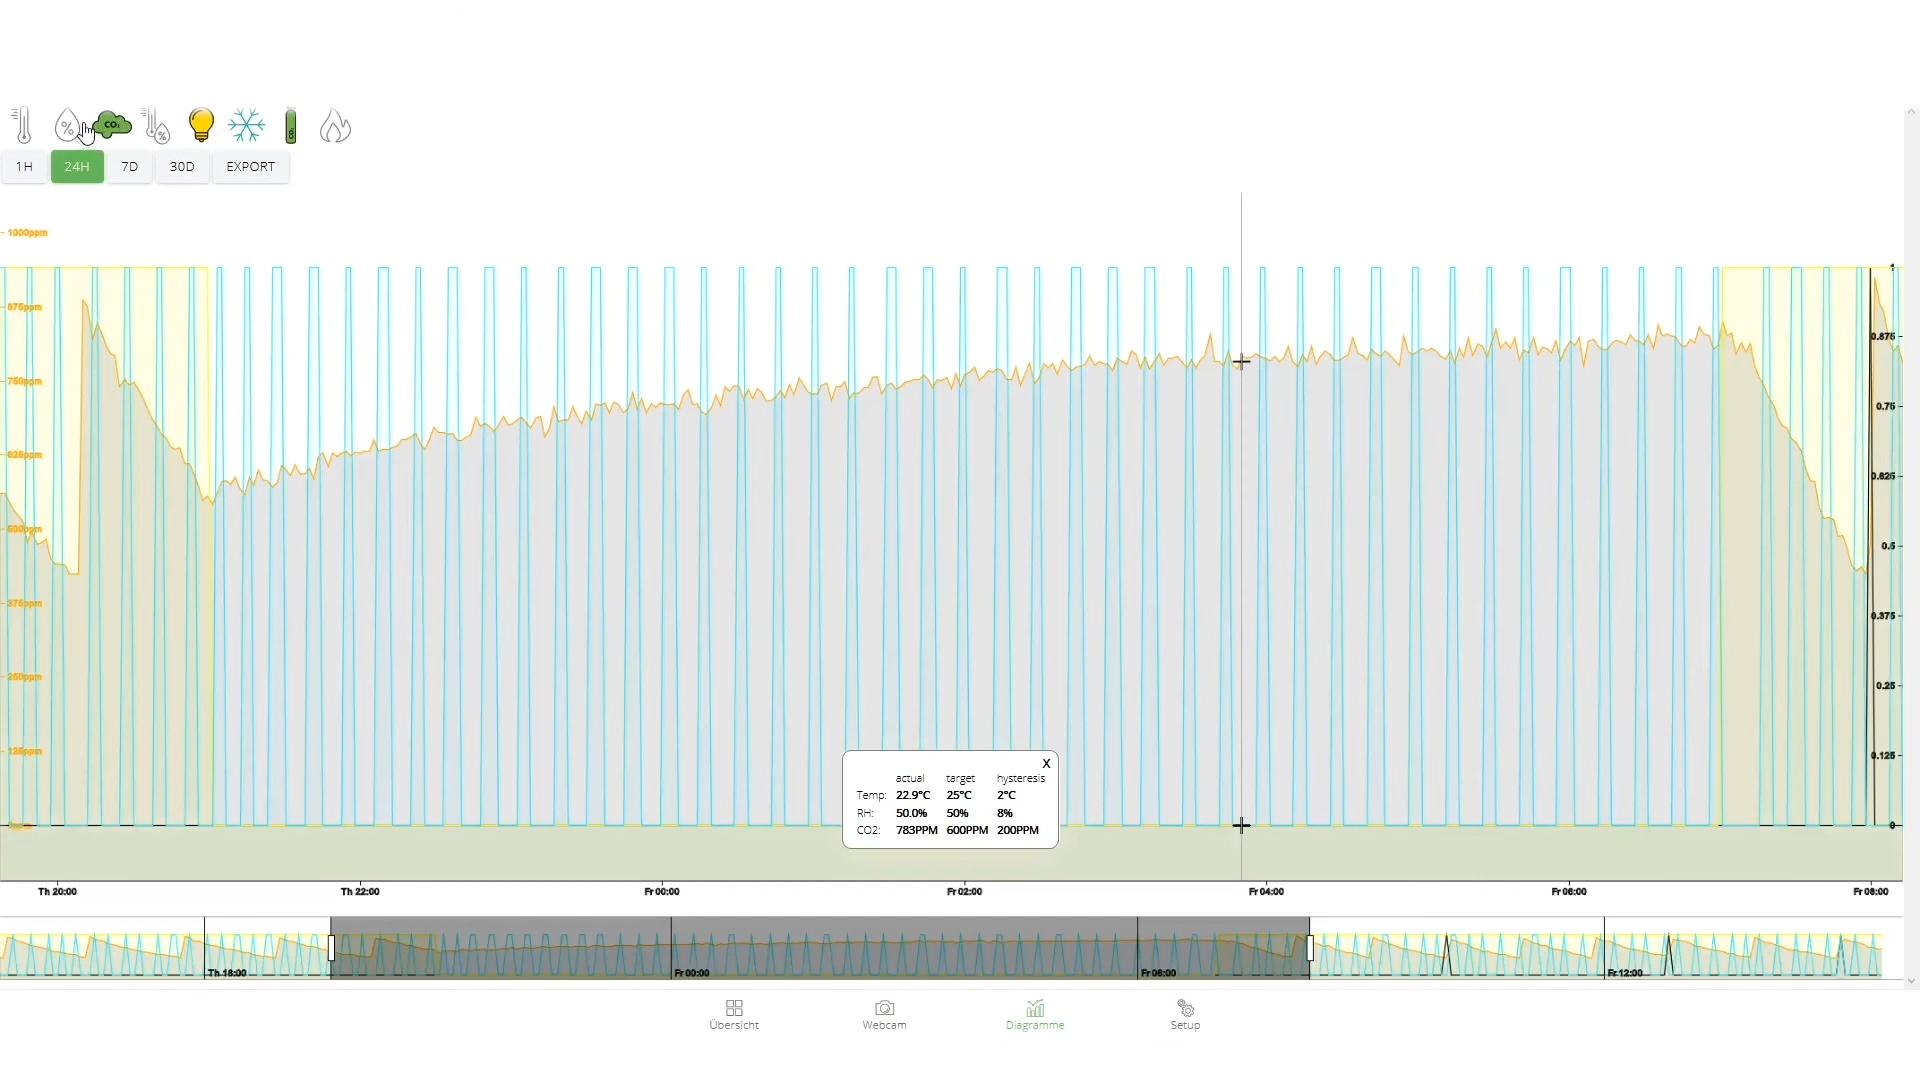 CO₂
%
%
CO₂
1H 24H 7D 30D EXPORT
1000ppm
875ppm
750ppm
625ppm
500ppm
375ppm
250ppm
125ppm
0ppm
1
0.875
0.75
0.625
0.5
0.375
0.25
0.125
0
X
actual target hysteresis
Temp: 22.9°C 25°C 2°C
RH: 50.0% 50% 8%
CO2: 783PPM 600PPM 200PPM
Th 20:00 Th 22:00 Fr 00:00 Fr 02:00 Fr 04:00 Fr 06:00 Fr 08:00
Th 18:00 Fr 00:00 Fr 06:00 Fr 12:00
Übersicht Webcam Diagramme Setup